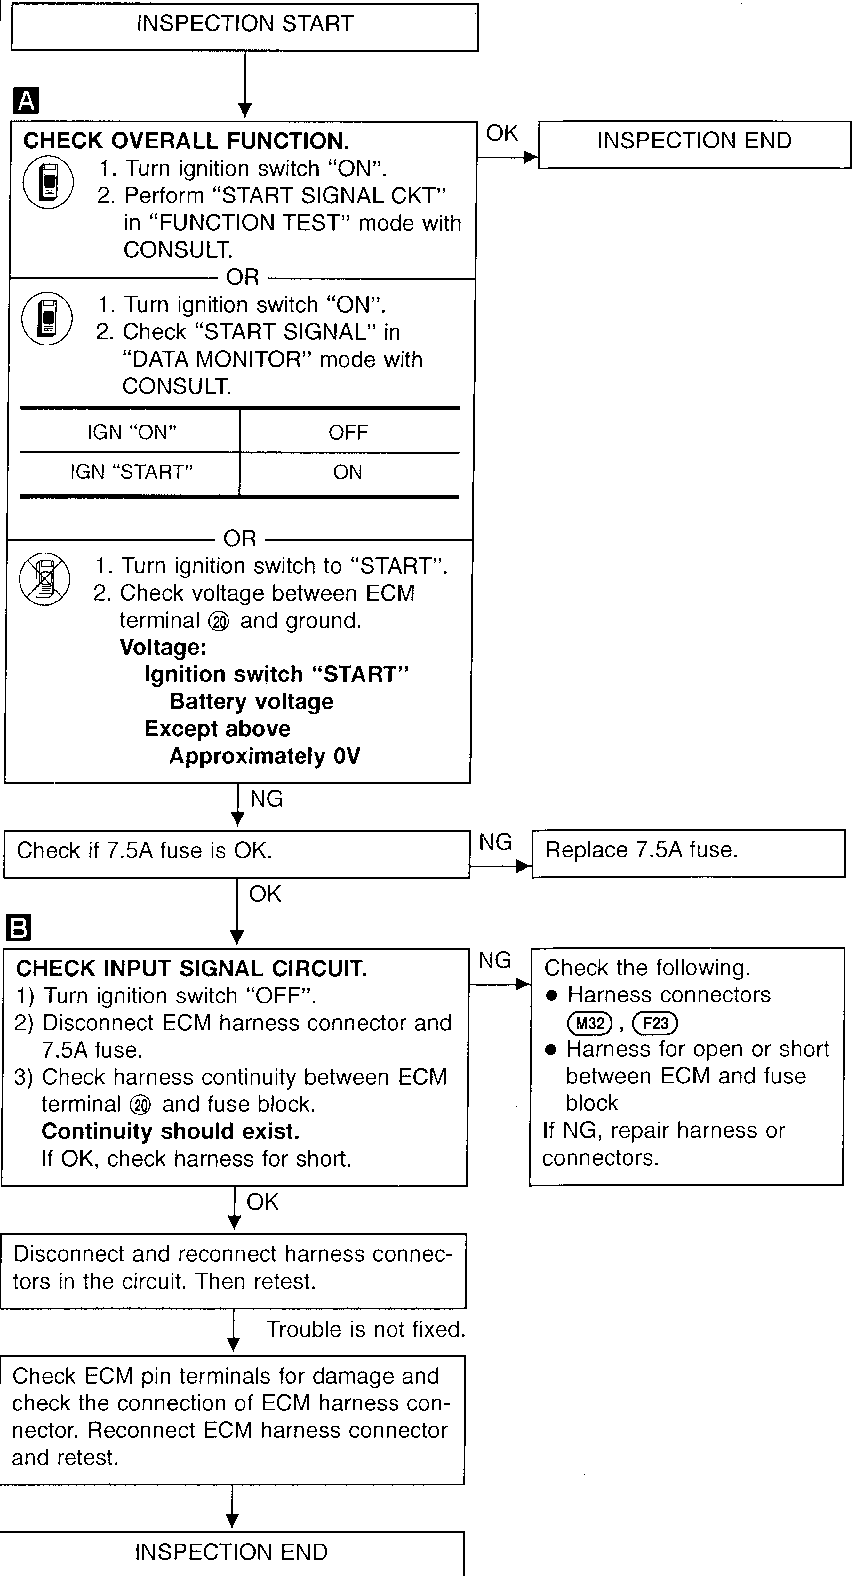 INSPECTION START
A
CHECK OVERALL FUNCTION.
1. Turn ignition switch “ON”.
2. Perform “START SIGNAL CKT”
in “FUNCTION TEST” mode with
CONSULT.
OK
INSPECTION END
OR
1. Turn ignition switch “ON”.
2. Check “START SIGNAL” in
“DATA MONITOR” mode with
CONSULT.
IGN “ON” OFF
IGN “START” ON
OR
1. Turn ignition switch to “START”.
2. Check voltage between ECM
terminal ⑳ and ground.
Voltage:
Ignition switch “START”
Battery voltage
Except above
Approximately 0V
NG
Check if 7.5A fuse is OK.
NG
Replace 7.5A fuse.
OK
B
CHECK INPUT SIGNAL CIRCUIT.
1) Turn ignition switch “OFF”.
2) Disconnect ECM harness connector and
7.5A fuse.
3) Check harness continuity between ECM
terminal ⑳ and fuse block.
Continuity should exist.
If OK, check harness for short.
NG
Check the following.
● Harness connectors
M32 , F23
● Harness for open or short
between ECM and fuse
block
If NG, repair harness or
connectors.
OK
Disconnect and reconnect harness connec-
tors in the circuit. Then retest.
Trouble is not fixed.
Check ECM pin terminals for damage and
check the connection of ECM harness con-
nector. Reconnect ECM harness connector
and retest.
INSPECTION END